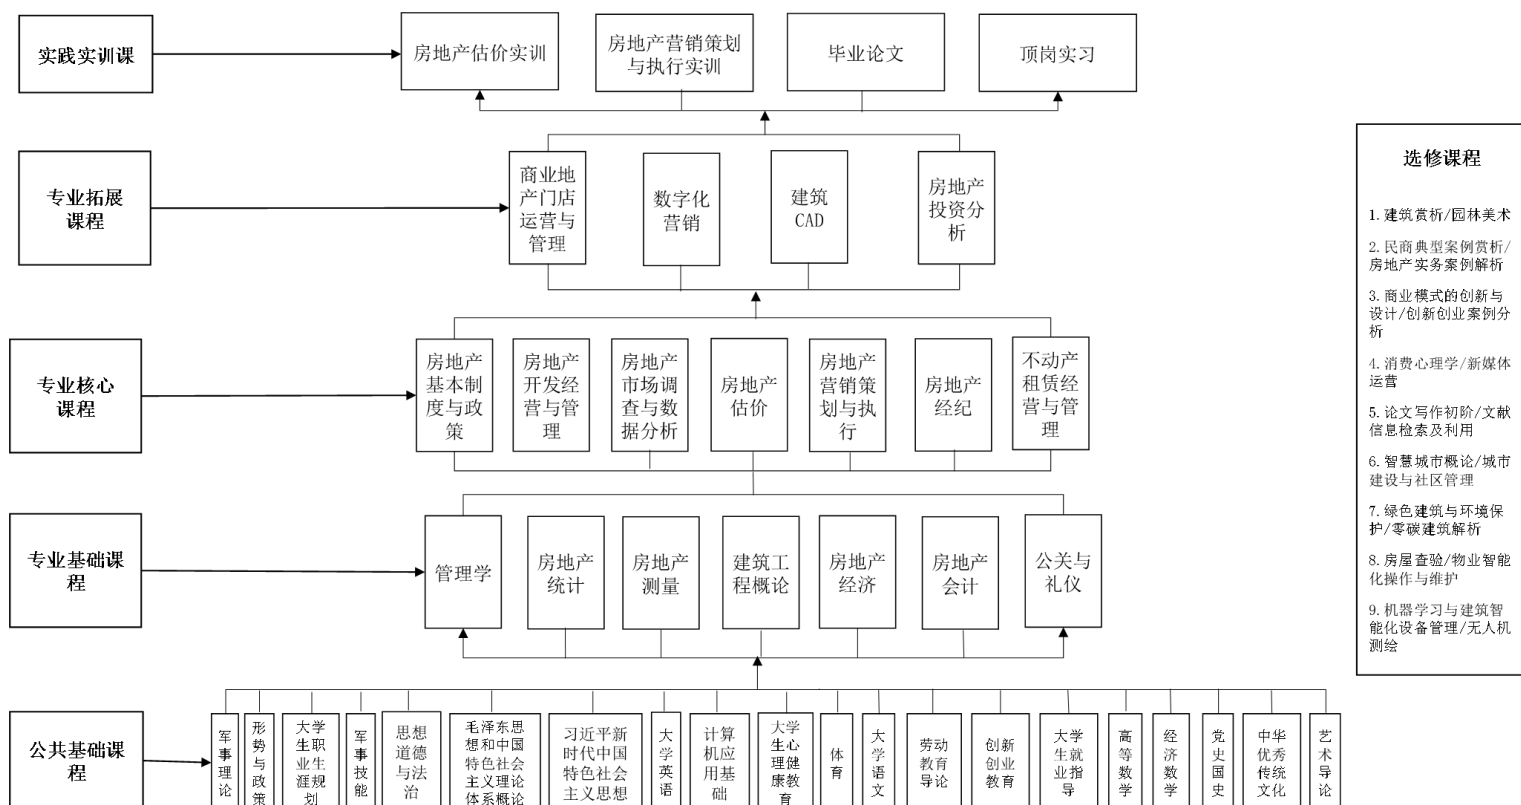 实践实训课
房地产估价实训
房地产营销策划
与执行实训
毕业论文
顶岗实习
专业拓展
课程
商业地
产门店
运营与
管理
数字化
营销
建筑
CAD
房地产
投资分
析
专业核心
课程
房地产
基本制
度与政
策
房地产
开发经
营与管
理
房地产
市场调
查与数
据分析
房地产
估价
房地产
营销策
划与执
行
房地产
经纪
不动产
租赁经
营与管
理
专业基础课
程
管理学
房地产
统计
房地产
测量
建筑工
程概论
房地产
经济
房地产
会计
公关与
礼仪
公共基础课
程
军事理论
形势与政策
大学
生职
业生
涯规
划
军事技能
思想
道德
与法
治
毛泽东思
想和中国
特色社会
主义理论
体系概论
习近平新
时代中国
特色社会
主义思想
大学英语
计算
机应
用基
础
大学
生心
理健
康教
育
体育
大学语文
劳动
教育
导论
创新
创业
教育
大学
生就
业指
导
高等数学
经济数学
党史国史
中华
优秀
传统
文化
艺术导论
选修课程
1.建筑赏析/园林美术
2.民商典型案例赏析/
房地产实务案例解析
3.商业模式的创新与
设计/创新创业案例分
析
4.消费心理学/新媒体
运营
5.论文写作初阶/文献
信息检索及利用
6.智慧城市概论/城市
建设与社区管理
7.绿色建筑与环境保
护/零碳建筑解析
8.房屋查验/物业智能
化操作与维护
9.机器学习与建筑智
能化设备管理/无人机
测绘